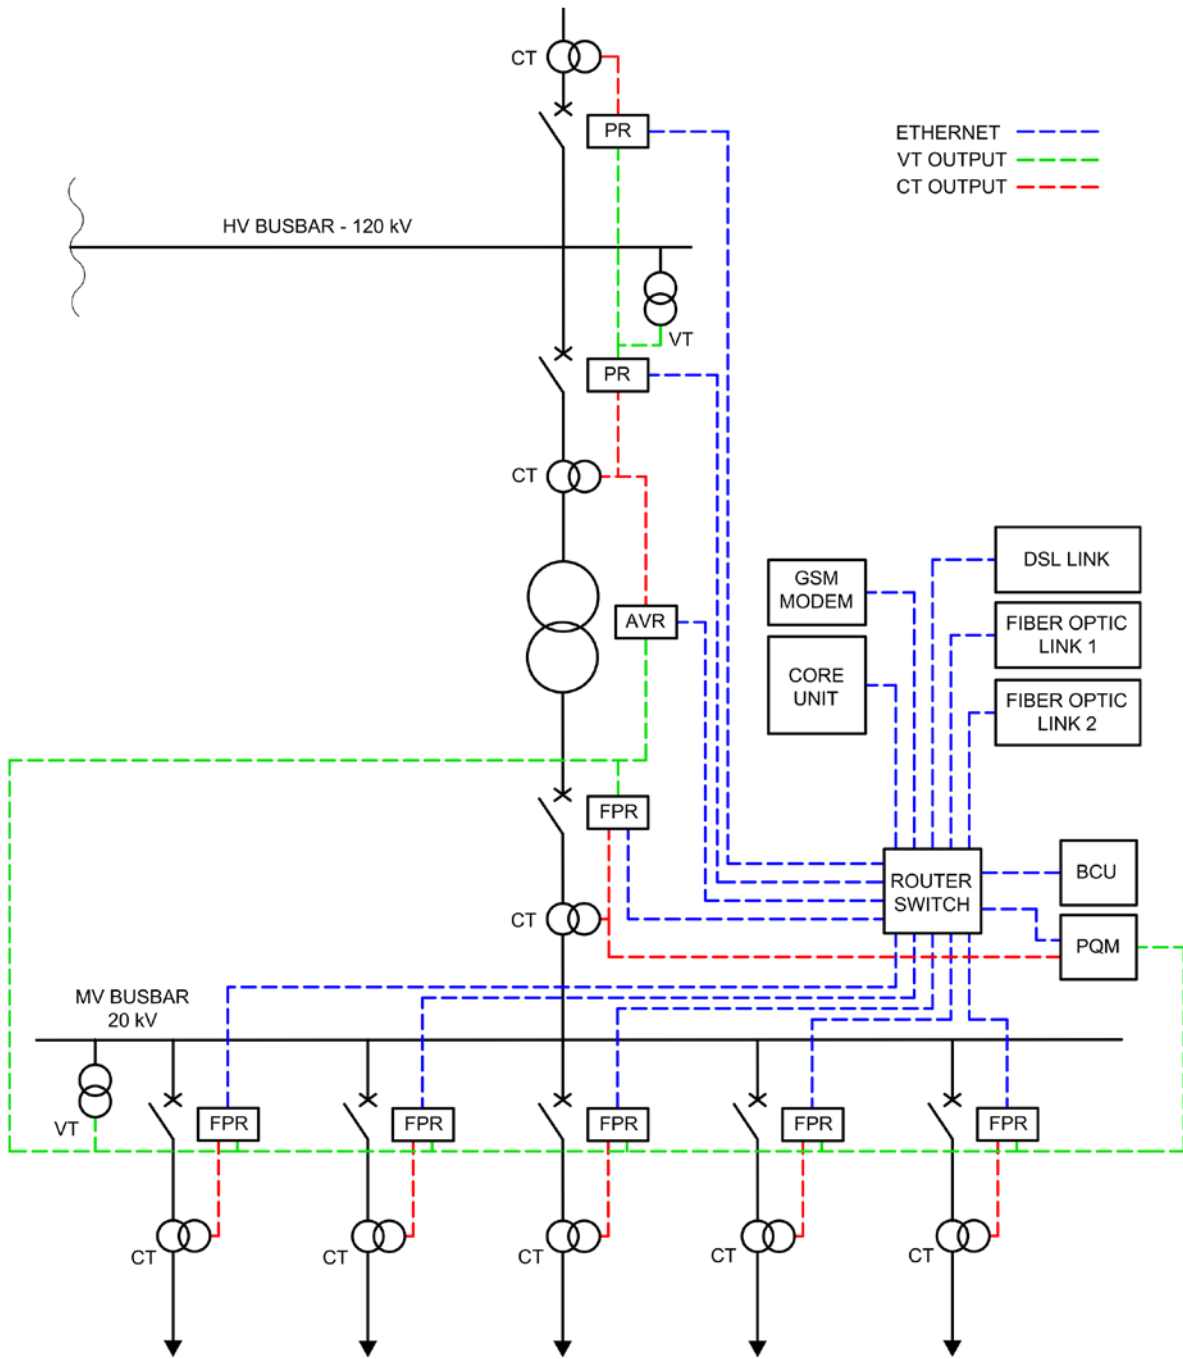 CT
PR
ETHERNET
VT OUTPUT
CT OUTPUT
HV BUSBAR - 120 kV
VT
PR
CT
DSL LINK
GSM
MODEM
FIBER OPTIC
LINK 1
AVR
CORE
UNIT
FIBER OPTIC
LINK 2
FPR
BCU
ROUTER
SWITCH
CT
PQM
MV BUSBAR
20 kV
VT
FPR
FPR
FPR
FPR
FPR
CT
CT
CT
CT
CT